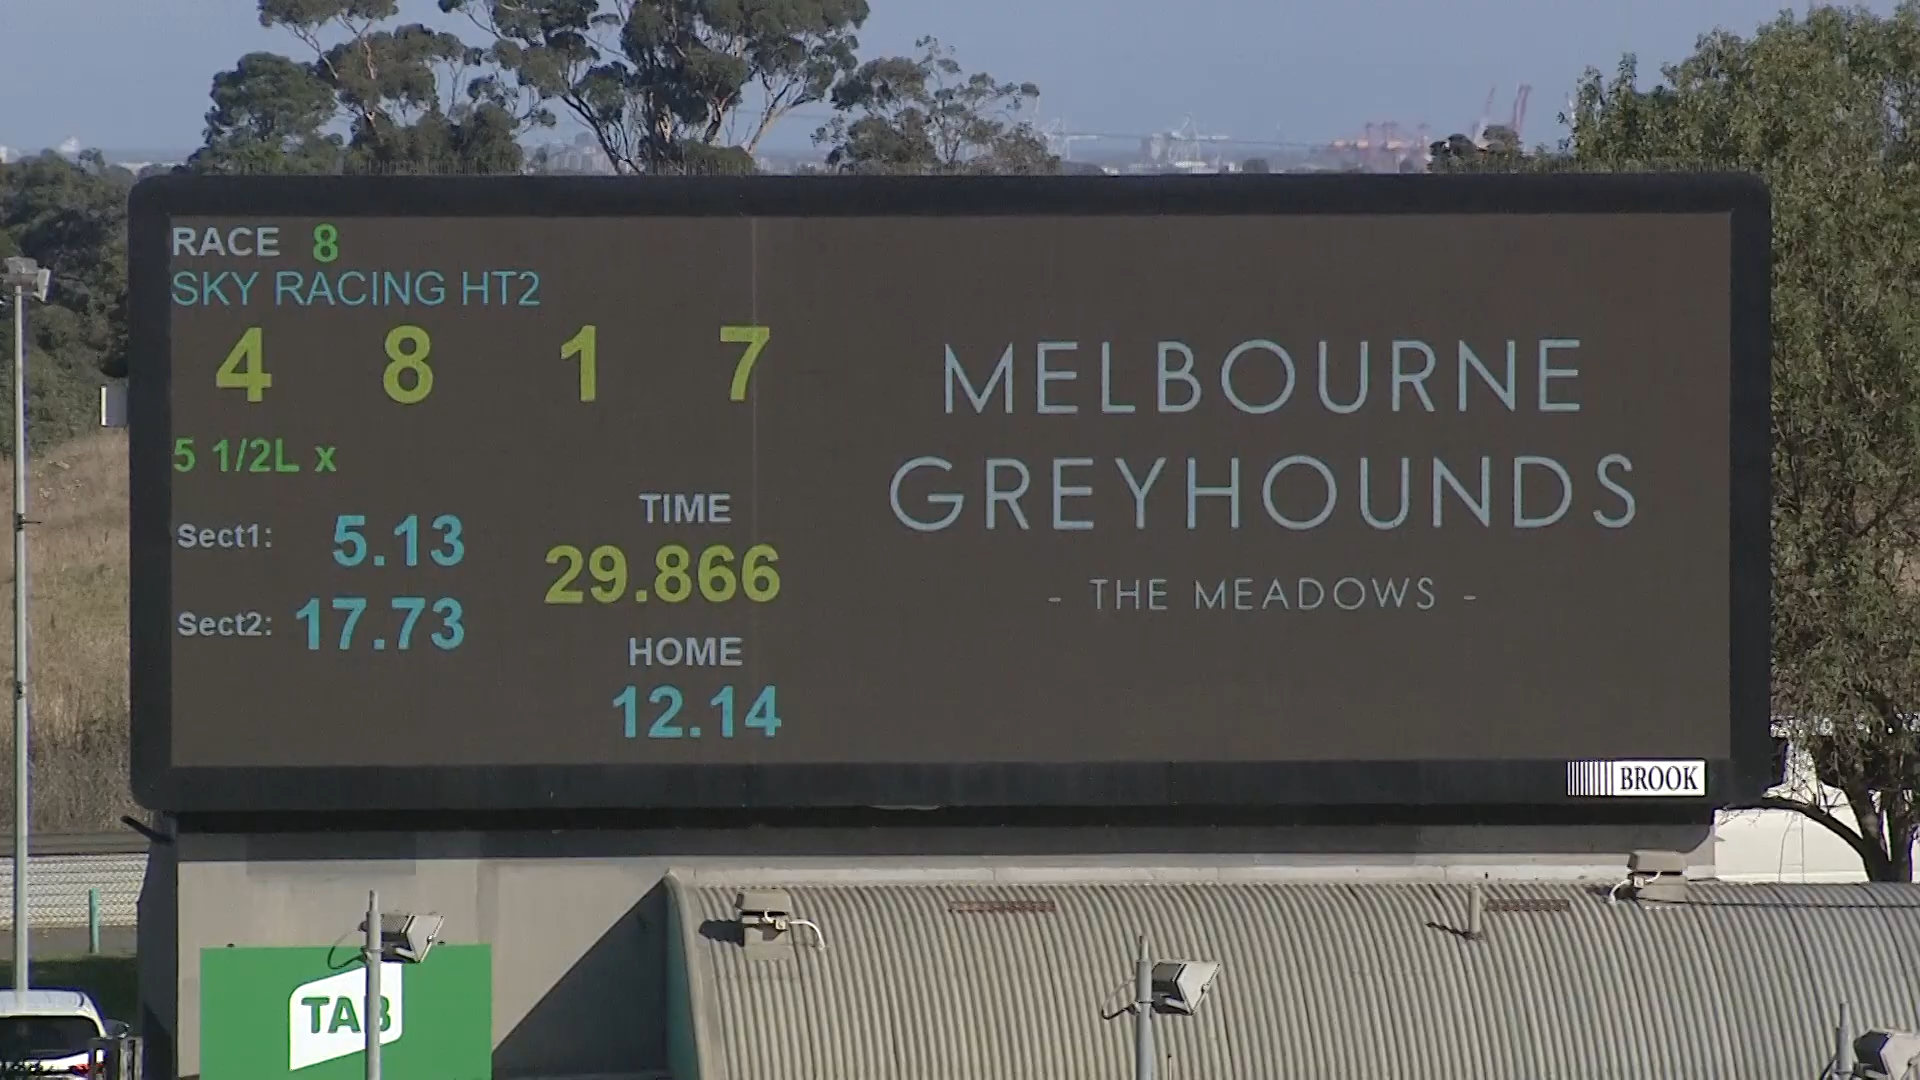 RACE 8
SKY RACING HT2
4 8 1 7
5 1/2L x
Sect1: 5.13
Sect2: 17.73
TIME
29.866
HOME
12.14
MELBOURNE
GREYHOUNDS
- THE MEADOWS -
BROOK
TAB